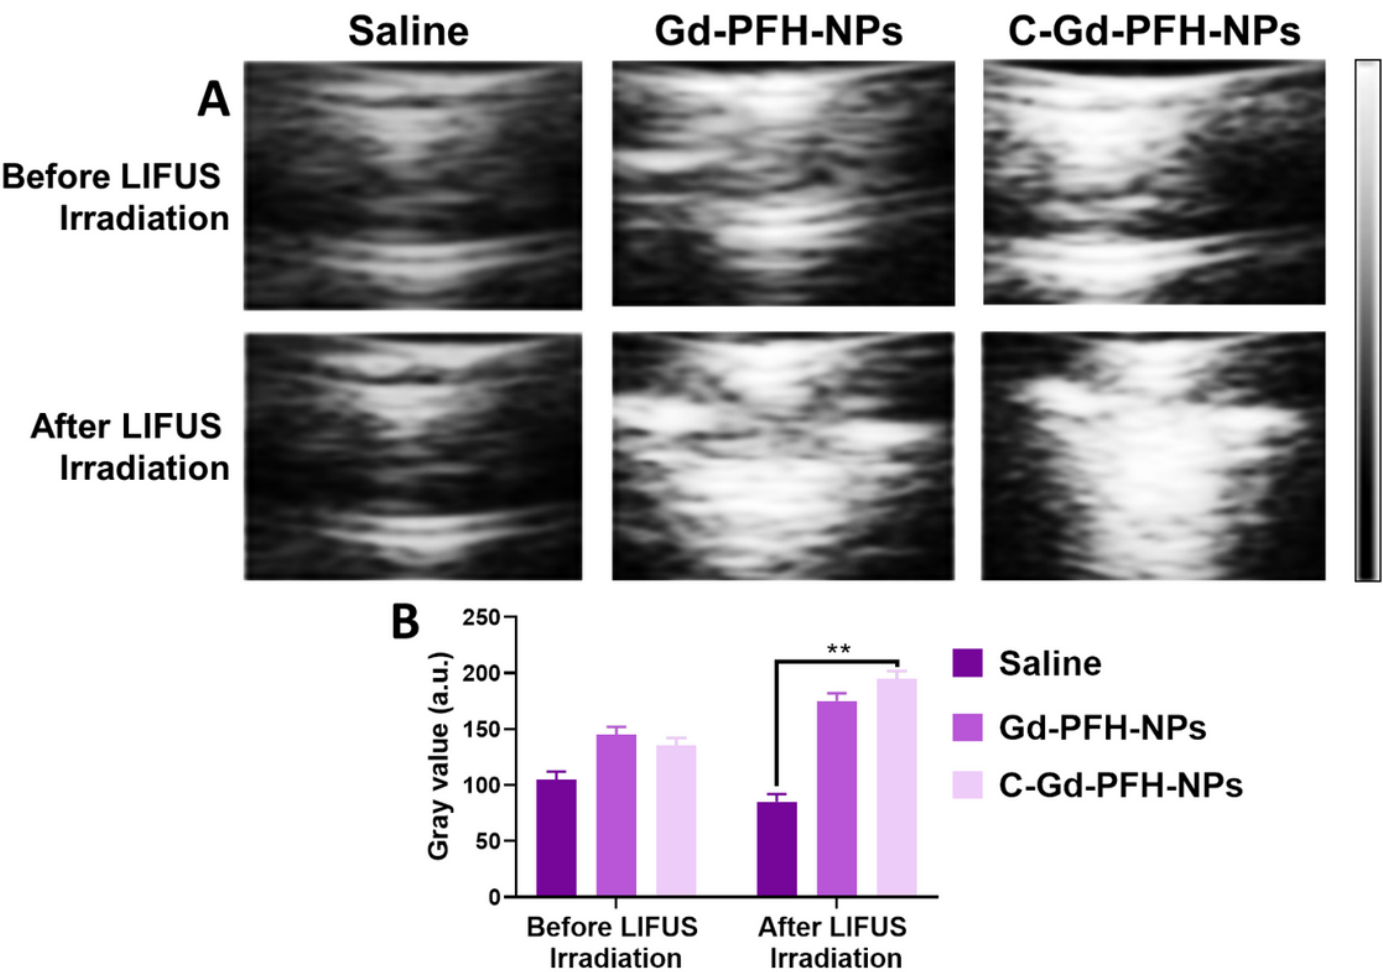 Saline Gd-PFH-NPs C-Gd-PFH-NPs
A
Before LIFUS
Irradiation
After LIFUS
Irradiation
B
Gray value (a.u.)
250
200
150
100
50
0
**
Before LIFUS
Irradiation
After LIFUS
Irradiation
Saline
Gd-PFH-NPs
C-Gd-PFH-NPs